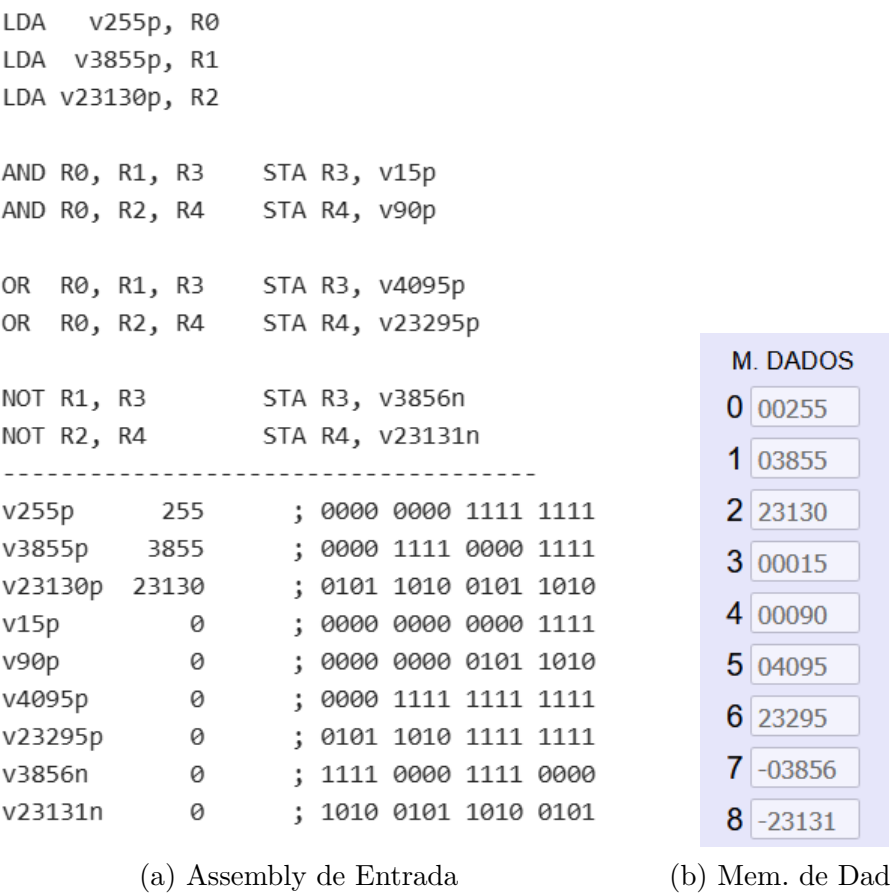 LDA   v255p, R0
LDA  v3855p, R1
LDA v23130p, R2
AND R0, R1, R3    STA R3, v15p
AND R0, R2, R4    STA R4, v90p
OR  R0, R1, R3    STA R3, v4095p
OR  R0, R2, R4    STA R4, v23295p
NOT R1, R3        STA R3, v3856n
NOT R2, R4        STA R4, v23131n
-------------------------------------
v255p      255      ; 0000 0000 1111 1111
v3855p    3855      ; 0000 1111 0000 1111
v23130p  23130      ; 0101 1010 0101 1010
v15p         0      ; 0000 0000 0000 1111
v90p         0      ; 0000 0000 0101 1010
v4095p       0      ; 0000 1111 1111 1111
v23295p      0      ; 0101 1010 1111 1111
v3856n       0      ; 1111 0000 1111 0000
v23131n      0      ; 1010 0101 1010 0101
(a) Assembly de Entrada
M. DADOS
0 00255
1 03855
2 23130
3 00015
4 00090
5 04095
6 23295
7 -03856
8 -23131
(b) Mem. de Dad